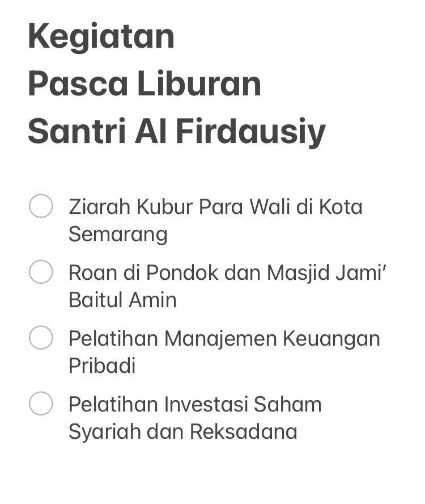 Kegiatan
Pasca Liburan
Santri Al Firdausiy
Ziarah Kubur Para Wali di Kota
Semarang
Roan di Pondok dan Masjid Jami’
Baitul Amin
Pelatihan Manajemen Keuangan
Pribadi
Pelatihan Investasi Saham
Syariah dan Reksadana